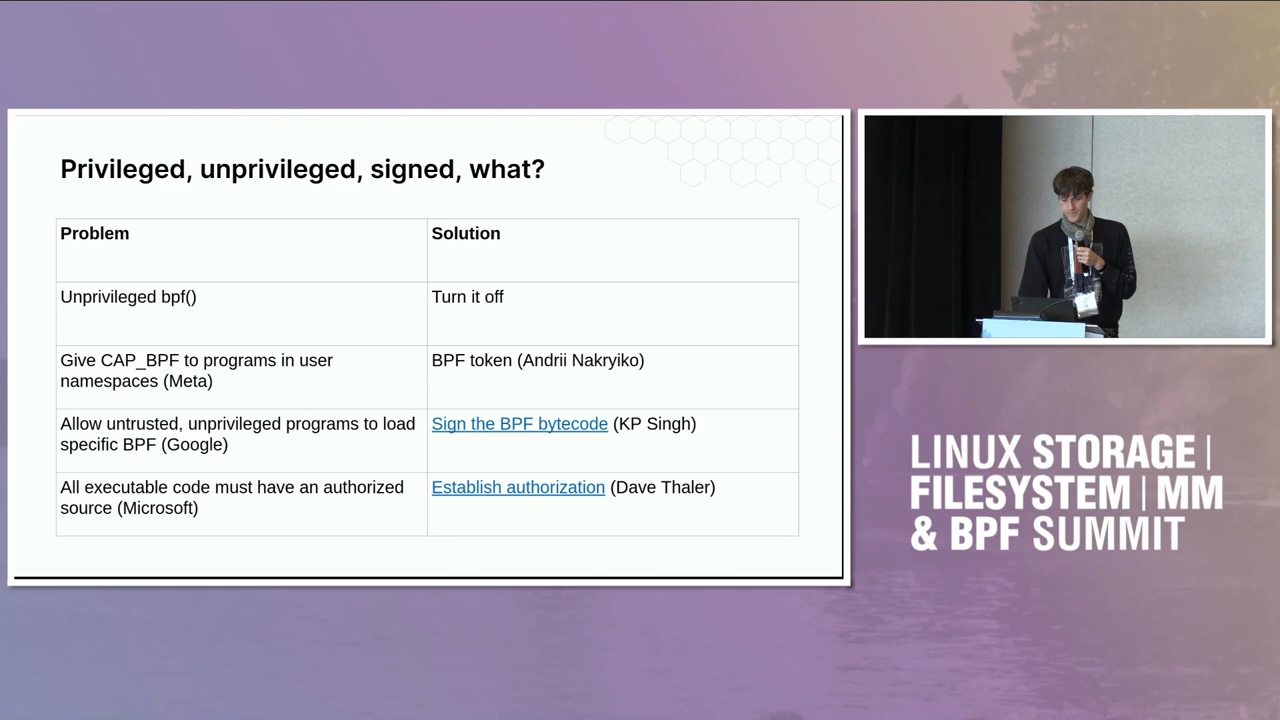 Privileged, unprivileged, signed, what?
Problem
Solution
Unprivileged bpf()
Turn it off
Give CAP_BPF to programs in user
namespaces (Meta)
BPF token (Andrii Nakryiko)
Allow untrusted, unprivileged programs to load
specific BPF (Google)
Sign the BPF bytecode (KP Singh)
All executable code must have an authorized
source (Microsoft)
Establish authorization (Dave Thaler)
LINUX STORAGE |
FILESYSTEM | MM
& BPF SUMMIT